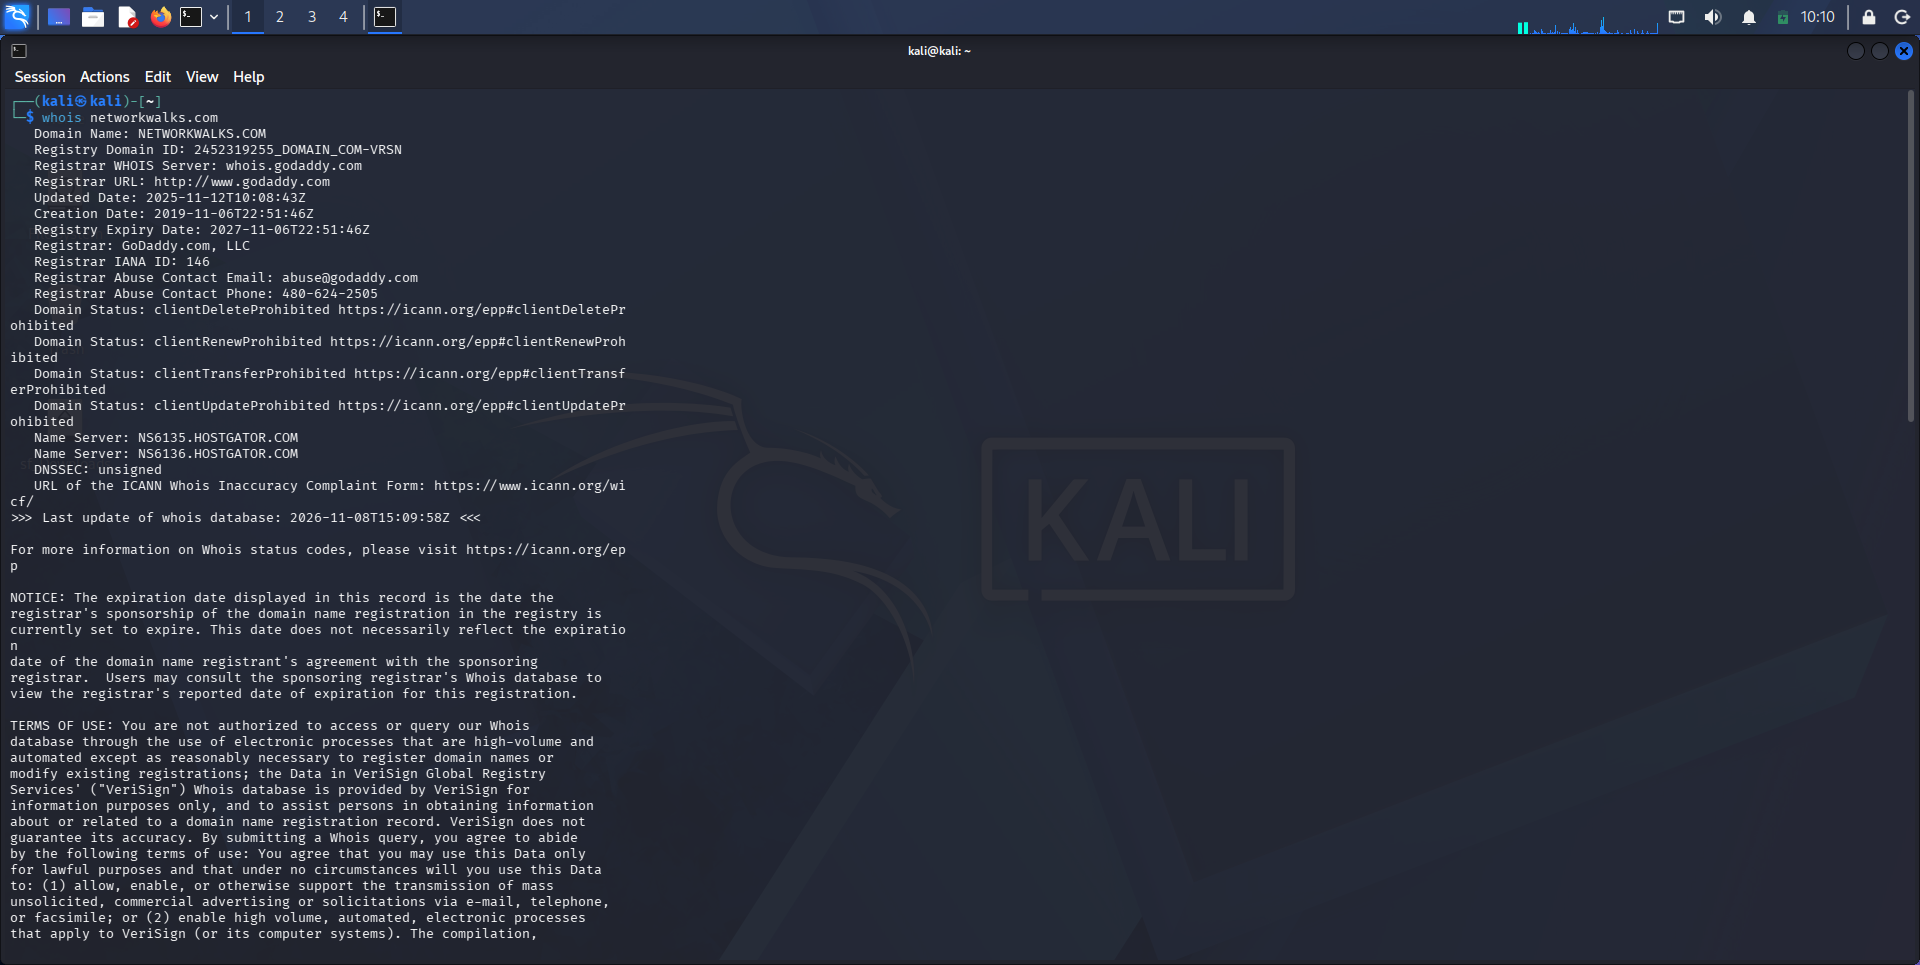 1 2 3 4
10:10
kali@kali: ~
Session Actions Edit View Help
┌──(kali㉿kali)-[~]
└─$ whois networkwalks.com
Domain Name: NETWORKWALKS.COM
Registry Domain ID: 2452319255_DOMAIN_COM-VRSN
Registrar WHOIS Server: whois.godaddy.com
Registrar URL: http://www.godaddy.com
Updated Date: 2025-11-12T10:08:43Z
Creation Date: 2019-11-06T22:51:46Z
Registry Expiry Date: 2027-11-06T22:51:46Z
Registrar: GoDaddy.com, LLC
Registrar IANA ID: 146
Registrar Abuse Contact Email: abuse@godaddy.com
Registrar Abuse Contact Phone: 480-624-2505
Domain Status: clientDeleteProhibited https://icann.org/epp#clientDeletePr
ohibited
Domain Status: clientRenewProhibited https://icann.org/epp#clientRenewProh
ibited
Domain Status: clientTransferProhibited https://icann.org/epp#clientTransf
erProhibited
Domain Status: clientUpdateProhibited https://icann.org/epp#clientUpdatePr
ohibited
Name Server: NS6135.HOSTGATOR.COM
Name Server: NS6136.HOSTGATOR.COM
DNSSEC: unsigned
URL of the ICANN Whois Inaccuracy Complaint Form: https://www.icann.org/wi
cf/
>>> Last update of whois database: 2026-11-08T15:09:58Z <<<
For more information on Whois status codes, please visit https://icann.org/ep
p
NOTICE: The expiration date displayed in this record is the date the
registrar's sponsorship of the domain name registration in the registry is
currently set to expire. This date does not necessarily reflect the expiratio
n
date of the domain name registrant's agreement with the sponsoring
registrar.  Users may consult the sponsoring registrar's Whois database to
view the registrar's reported date of expiration for this registration.
TERMS OF USE: You are not authorized to access or query our Whois
database through the use of electronic processes that are high-volume and
automated except as reasonably necessary to register domain names or
modify existing registrations; the Data in VeriSign Global Registry
Services' ("VeriSign") Whois database is provided by VeriSign for
information purposes only, and to assist persons in obtaining information
about or related to a domain name registration record. VeriSign does not
guarantee its accuracy. By submitting a Whois query, you agree to abide
by the following terms of use: You agree that you may use this Data only
for lawful purposes and that under no circumstances will you use this Data
to: (1) allow, enable, or otherwise support the transmission of mass
unsolicited, commercial advertising or solicitations via e-mail, telephone,
or facsimile; or (2) enable high volume, automated, electronic processes
that apply to VeriSign (or its computer systems). The compilation,
KALI